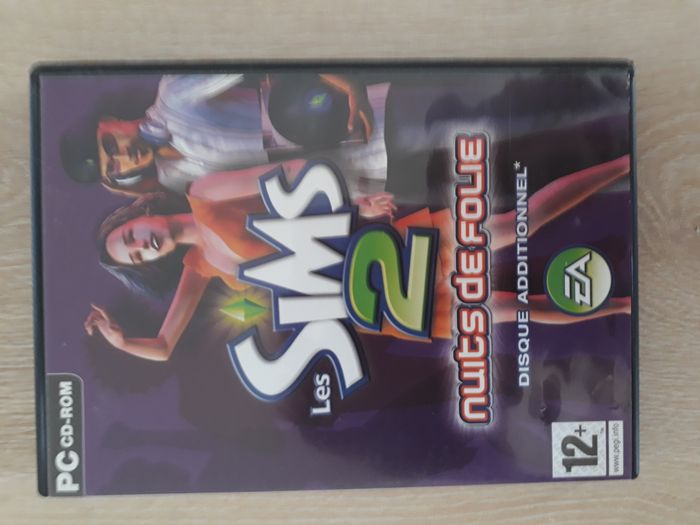 PC CD-ROM
Les
SIMS
2
NUITS DE FOLIE
DISQUE ADDITIONNEL*
EA
12+
www.pegi.info